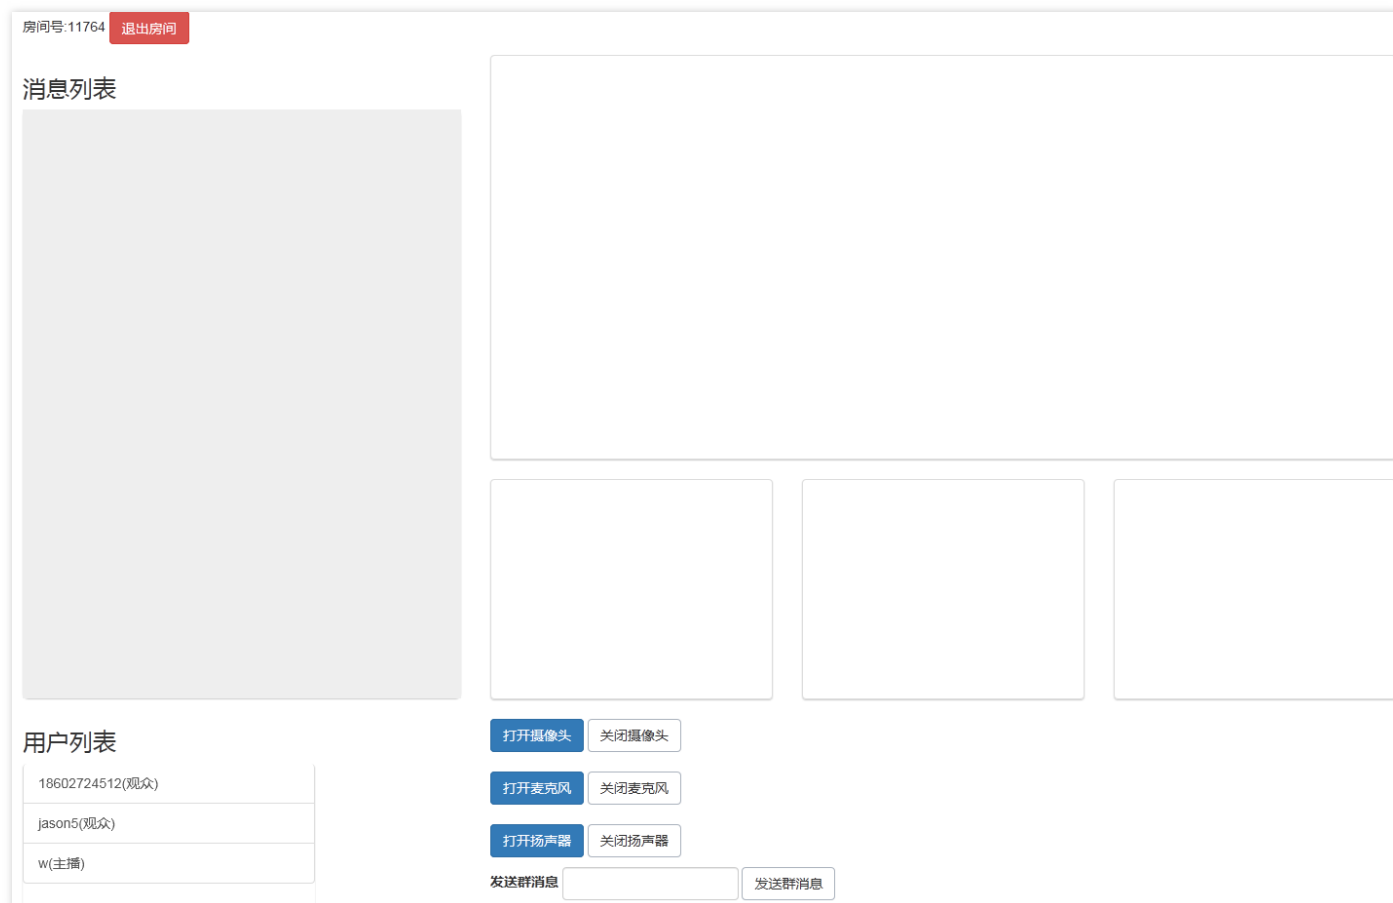 房间号:11764 退出房间
消息列表
用户列表
18602724512(观众)
jason5(观众)
w(主播)
打开摄像头 关闭摄像头
打开麦克风 关闭麦克风
打开扬声器 关闭扬声器
发送群消息 发送群消息